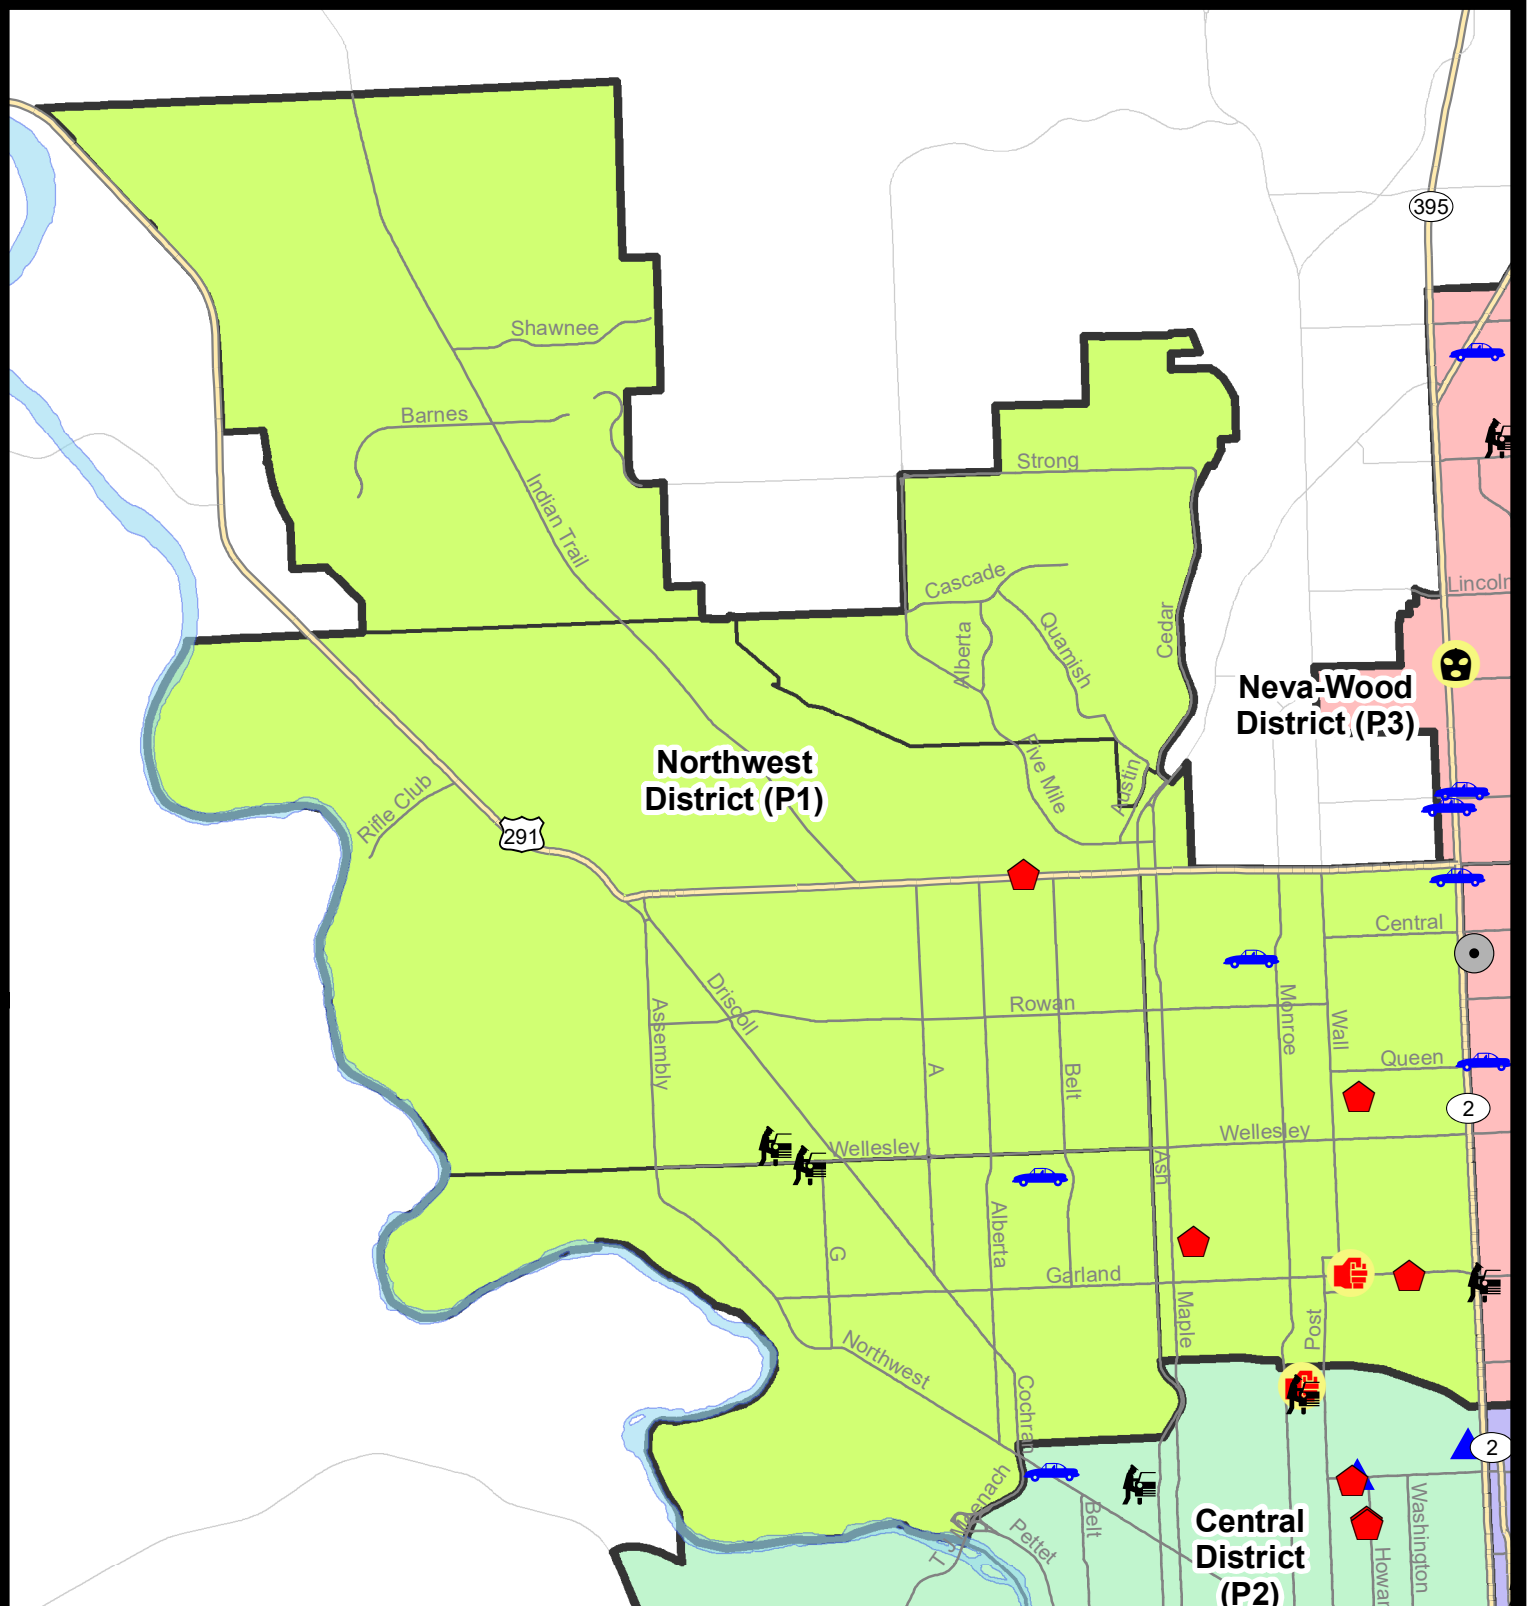 395
Shawnee
Barnes
Strong
Indian Trail
Cascade
Lincoln
Alberta
Quamish
Cedar
Neva-Wood
District (P3)
Northwest
District (P1)
Five Mile
Austin
Rifle Club
291
Central
Driscoll
Assembly
Rowan
Monroe
Wall
A
Belt
Queen
2
Wellesley
Wellesley
Ash
Alberta
G
Garland
Maple
Post
Northwest
Cochran
2
Belt
Pettet
Washington
Central
District
(P2)
Howar